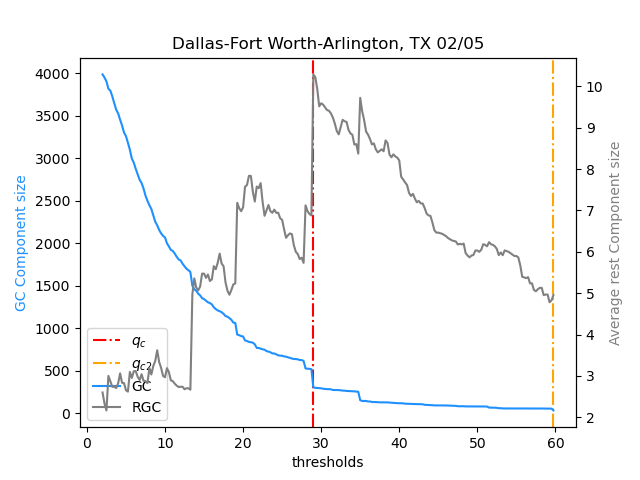 Dallas-Fort Worth-Arlington, TX 02/05
GC Component size
4000
3500
3000
2500
2000
1500
1000
500
0
q_c
q_c2
GC
RGC
10
9
8
7
6
5
4
3
2
Average rest Component size
0 10 20 30 40 50 60
thresholds